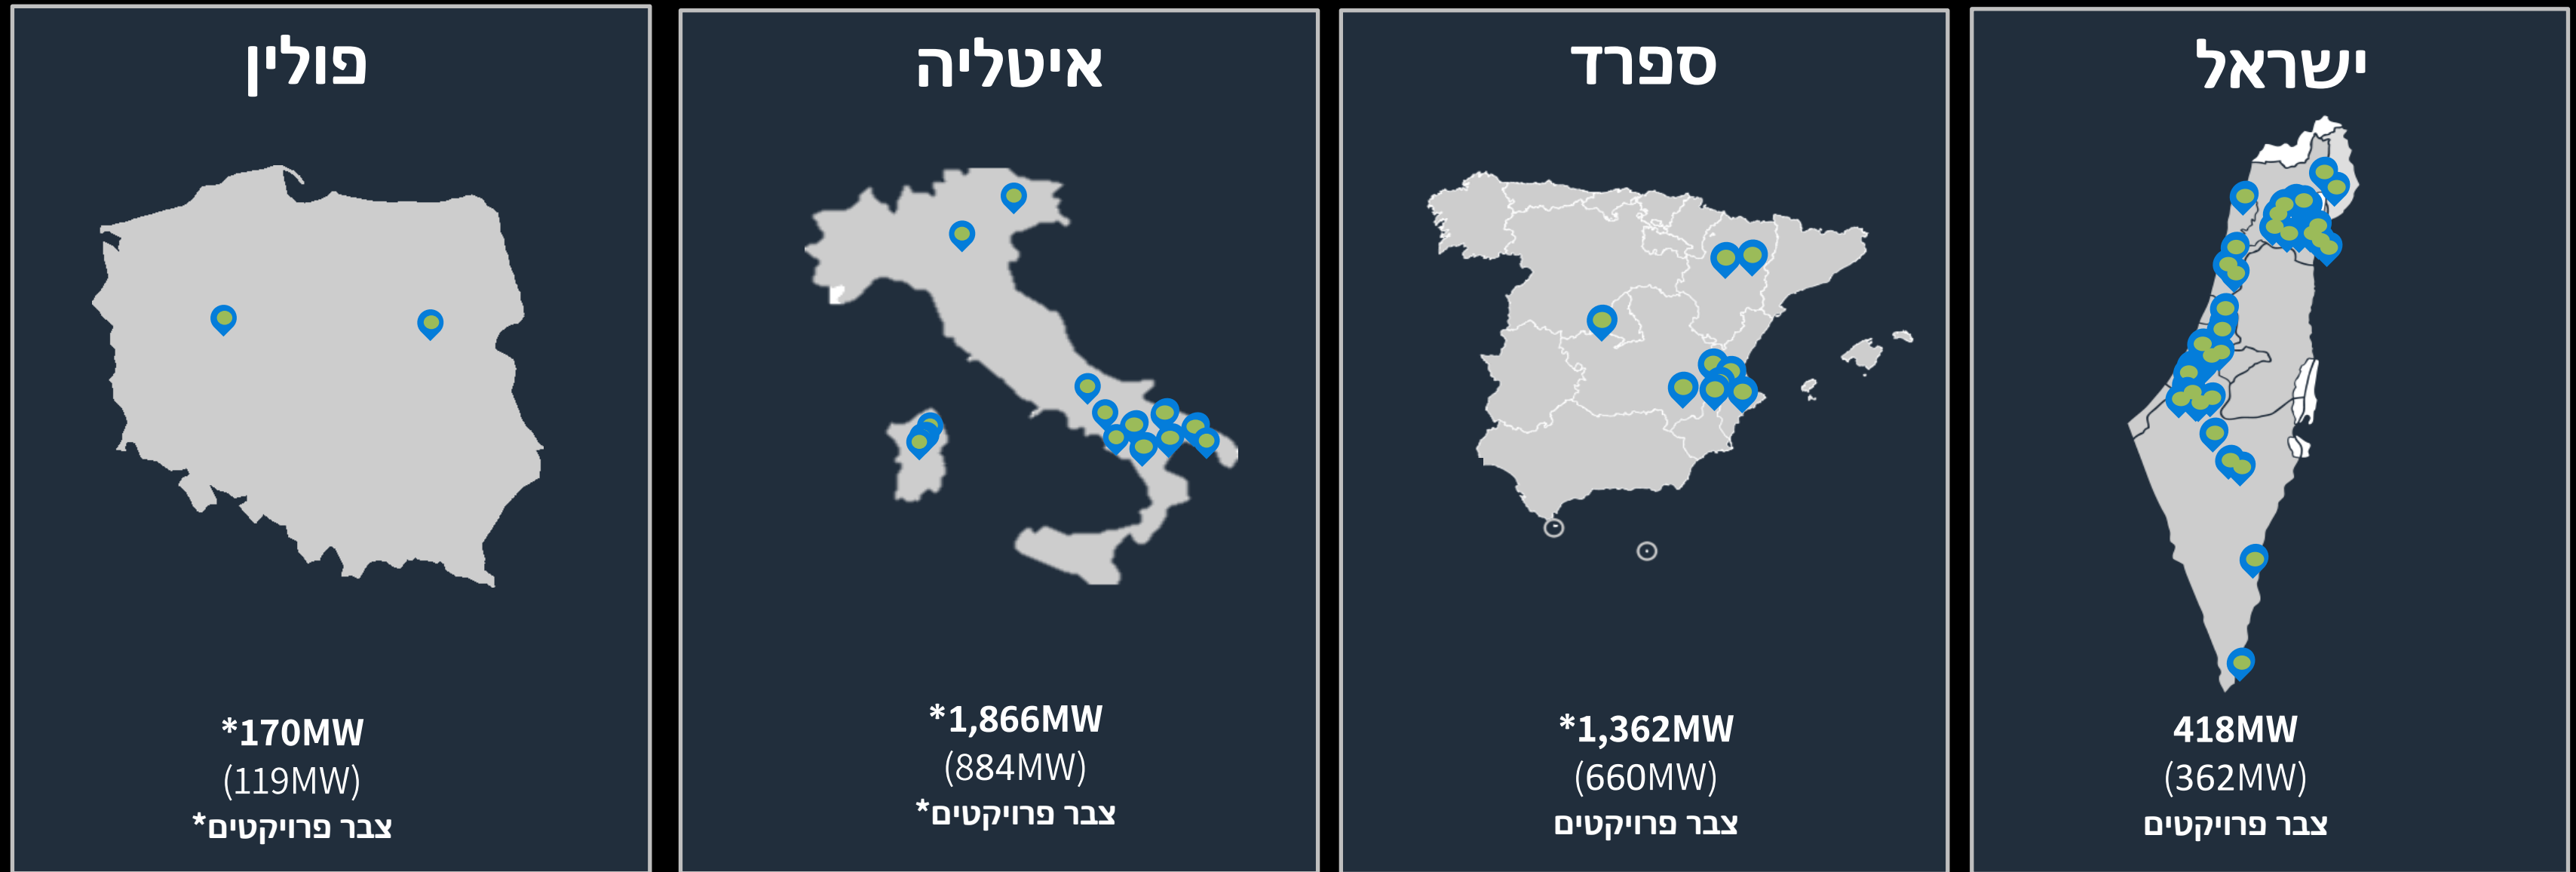 ישראל
418MW
(362MW)
צבר פרויקטים
ספרד
*1,362MW
(660MW)
צבר פרויקטים
איטליה
*1,866MW
(884MW)
צבר פרויקטים*
פולין
*170MW
(119MW)
צבר פרויקטים*